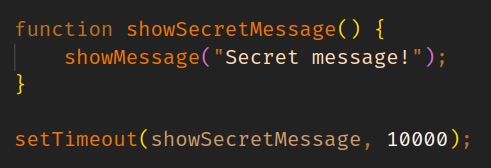 function showSecretMessage() {
    showMessage("Secret message!");
}
setTimeout(showSecretMessage, 10000);